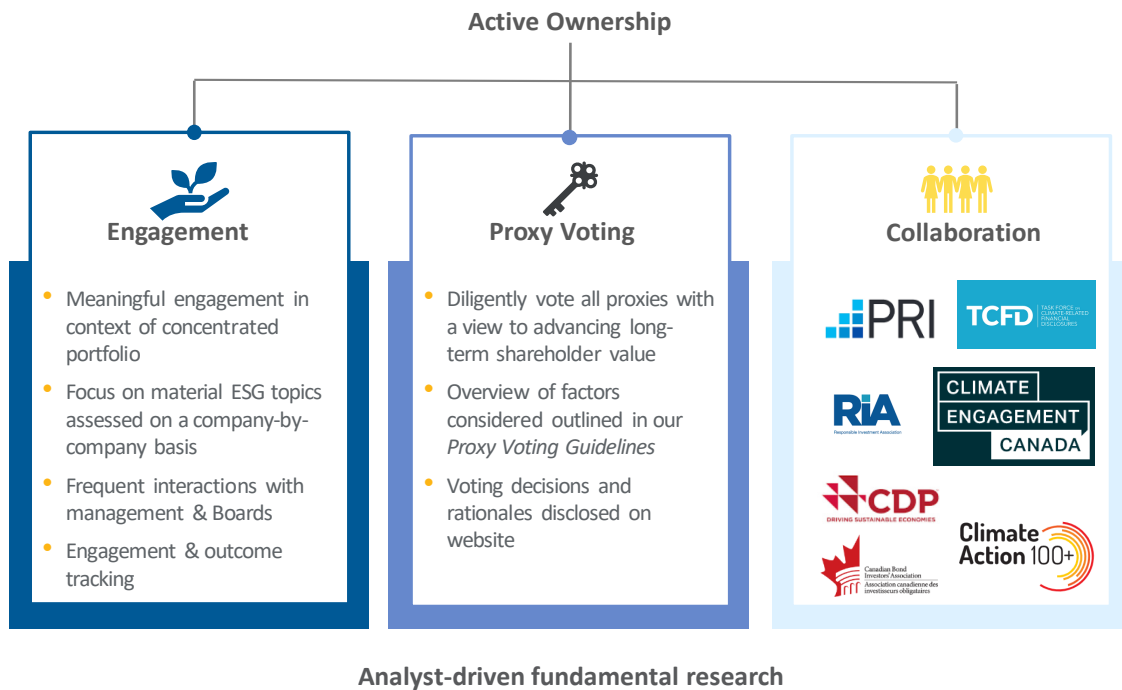 Active Ownership
Engagement
• Meaningful engagement in
context of concentrated
portfolio
• Focus on material ESG topics
assessed on a company-by-
company basis
• Frequent interactions with
management & Boards
• Engagement & outcome
tracking
Proxy Voting
• Diligently vote all proxies with
a view to advancing long-
term shareholder value
• Overview of factors
considered outlined in our
Proxy Voting Guidelines
• Voting decisions and
rationales disclosed on
website
Collaboration
PRI
TCFD
TASK FORCE on
CLIMATE-RELATED
FINANCIAL
DISCLOSURES
RiA
Responsible Investment Association
CLIMATE
ENGAGEMENT
CANADA
CDP
DRIVING SUSTAINABLE ECONOMIES
Canadian Bond
Investors' Association
Association canadienne des
investisseurs obligataires
Climate
Action 100+
Analyst-driven fundamental research